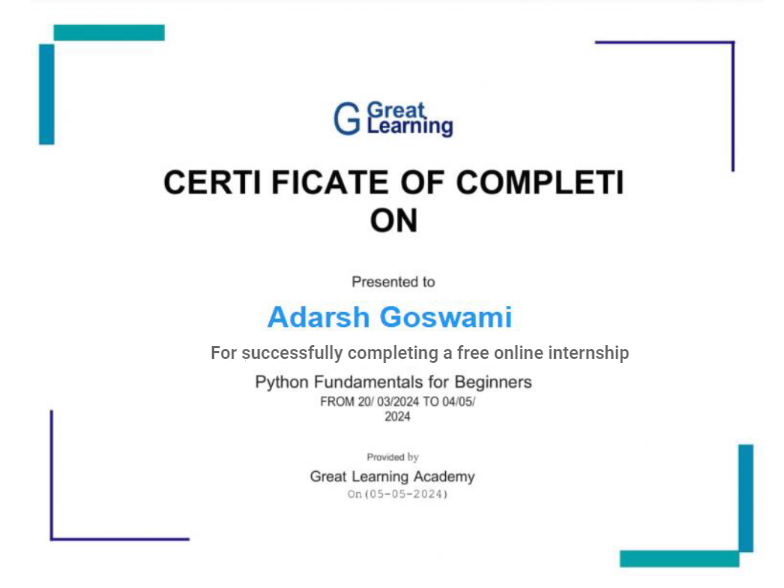 G Great
Learning
CERTI FICATE OF COMPLETI
ON
Presented to
Adarsh Goswami
For successfully completing a free online internship
Python Fundamentals for Beginners
FROM 20/ 03/2024 TO 04/05/
2024
Provided by
Great Learning Academy
On (05-05-2024)